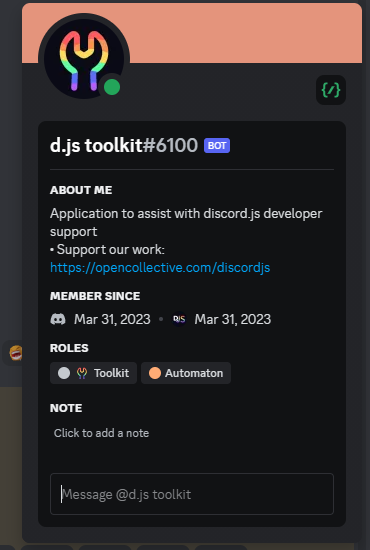 {/}
d.js toolkit#6100 BOT
ABOUT ME
Application to assist with discord.js developer
support
• Support our work:
https://opencollective.com/discordjs
MEMBER SINCE
Mar 31, 2023 • DJS Mar 31, 2023
ROLES
Toolkit Automaton
NOTE
Click to add a note
Message @d.js toolkit